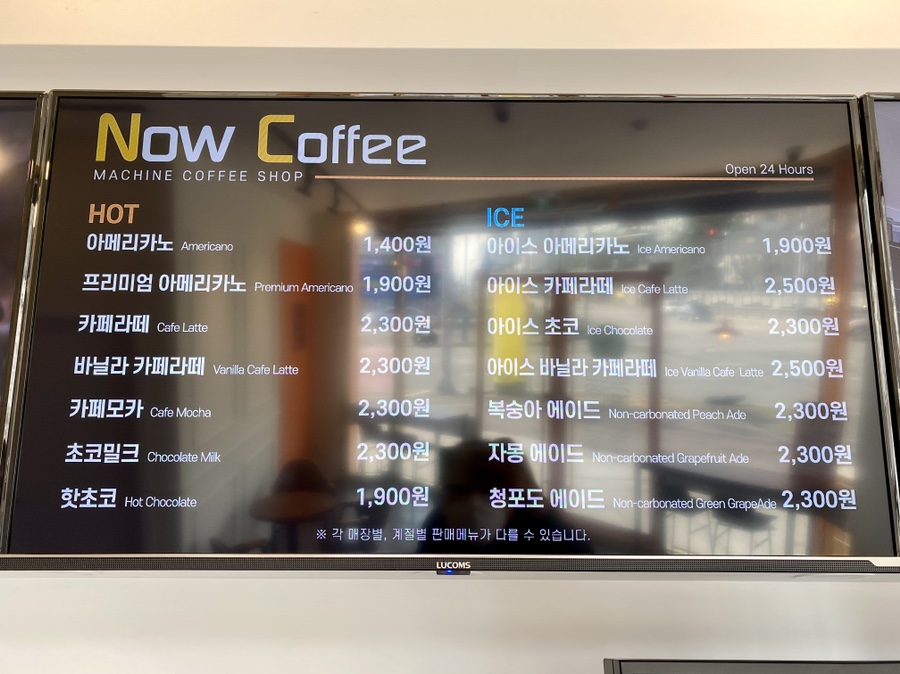 Now Coffee
MACHINE COFFEE SHOP
Open 24 Hours
HOT
아메리카노 Americano 1,400원
프리미엄 아메리카노 Premium Americano 1,900원
카페라떼 Cafe Latte 2,300원
바닐라 카페라떼 Vanilla Cafe Latte 2,300원
카페모카 Cafe Mocha 2,300원
초코밀크 Chocolate Milk 2,300원
핫초코 Hot Chocolate 1,900원
ICE
아이스 아메리카노 Ice Americano 1,900원
아이스 카페라떼 Ice Cafe Latte 2,500원
아이스 초코 Ice Chocolate 2,300원
아이스 바닐라 카페라떼 Ice Vanilla Cafe Latte 2,500원
복숭아 에이드 Non-carbonated Peach Ade 2,300원
자몽 에이드 Non-carbonated Grapefruit Ade 2,300원
청포도 에이드 Non-carbonated Green GrapeAde 2,300원
※ 각 매장별, 계절별 판매메뉴가 다를 수 있습니다.
LUCOMS